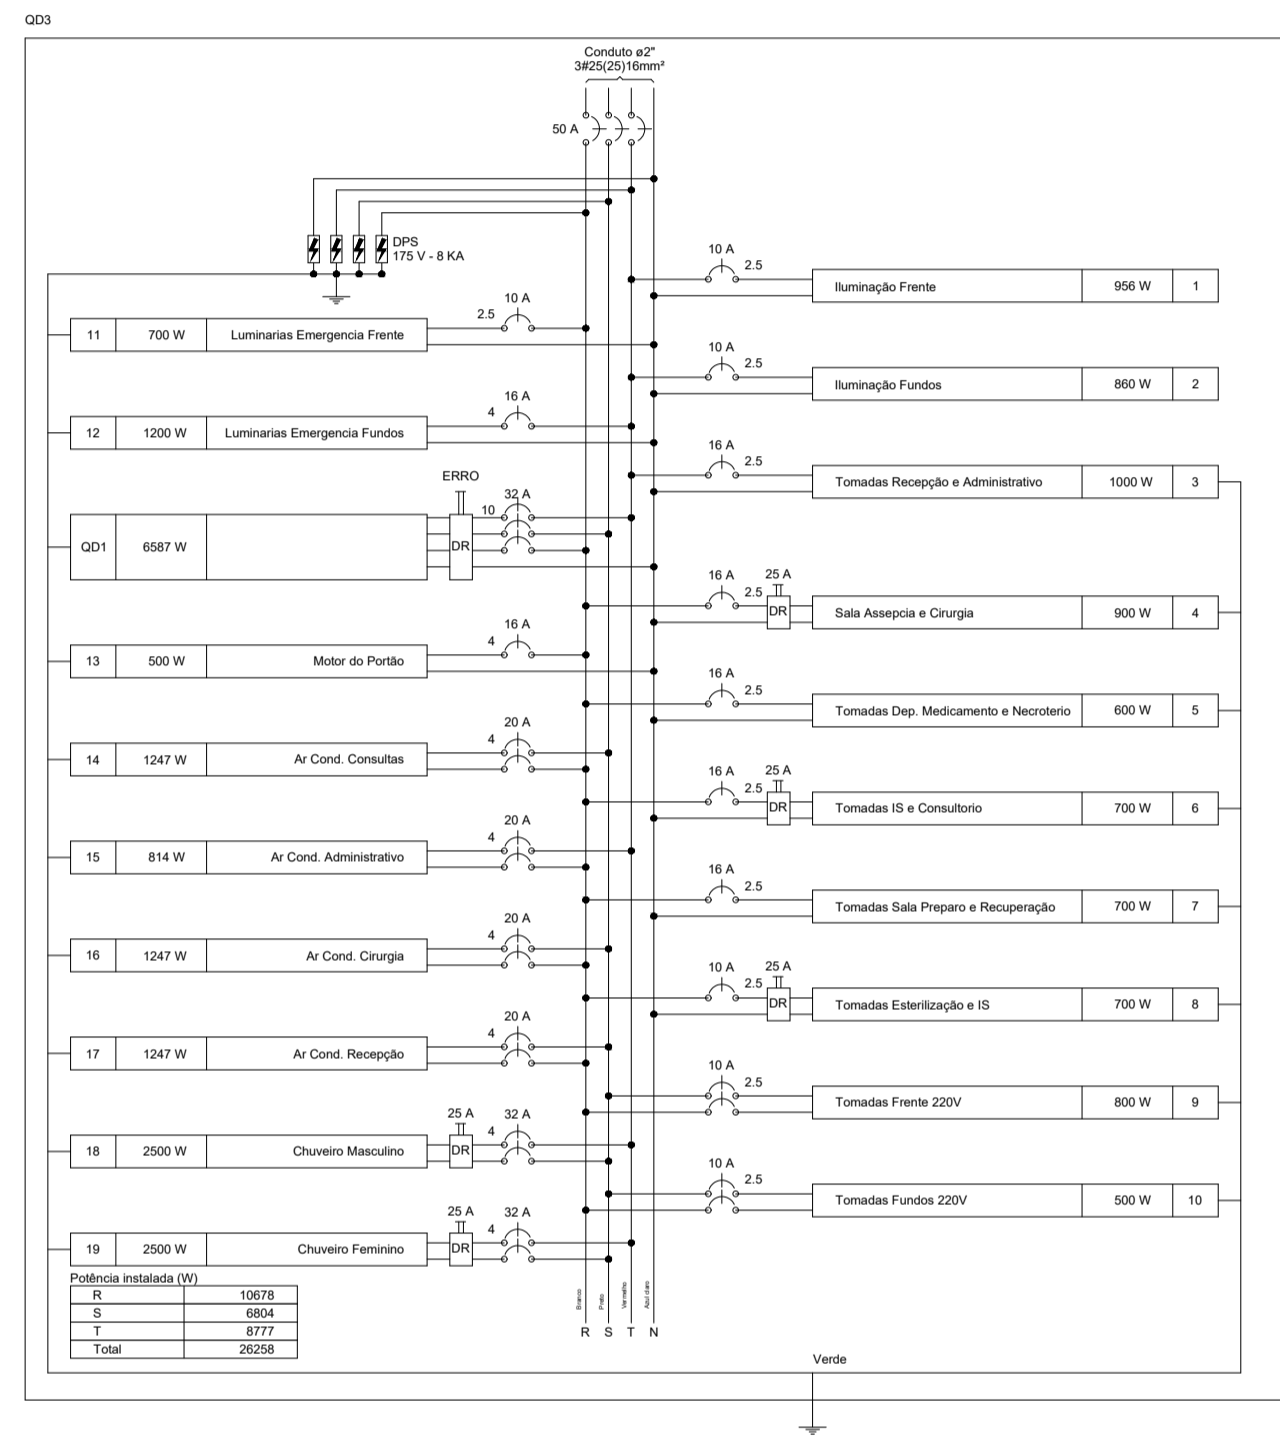 QD3
Conduto ø2"
3#25(25)16mm²
50 A
DPS
175 V - 8 KA
10 A
2.5
Iluminação Frente 956 W 1
10 A
2.5
11 700 W Luminarias Emergencia Frente
10 A
2.5
Iluminação Fundos 860 W 2
16 A
4
12 1200 W Luminarias Emergencia Fundos
16 A
2.5
Tomadas Recepção e Administrativo 1000 W 3
ERRO
32 A
10
QD1 6587 W DR
16 A 25 A
2.5
DR
Sala Assepcia e Cirurgia 900 W 4
16 A
4
13 500 W Motor do Portão
16 A
2.5
Tomadas Dep. Medicamento e Necroterio 600 W 5
20 A
4
14 1247 W Ar Cond. Consultas
16 A 25 A
2.5
DR
Tomadas IS e Consultorio 700 W 6
20 A
4
15 814 W Ar Cond. Administrativo
16 A
2.5
Tomadas Sala Preparo e Recuperação 700 W 7
20 A
4
16 1247 W Ar Cond. Cirurgia
10 A 25 A
2.5
DR
Tomadas Esterilização e IS 700 W 8
20 A
4
17 1247 W Ar Cond. Recepção
10 A
2.5
Tomadas Frente 220V 800 W 9
25 A 32 A
4
18 2500 W Chuveiro Masculino DR
10 A
2.5
Tomadas Fundos 220V 500 W 10
25 A 32 A
4
19 2500 W Chuveiro Feminino DR
Potência instalada (W)
R 10678
S 6804
T 8777
Total 26258
Branco
Preto
Vermelho
Azul claro
R S T N
Verde